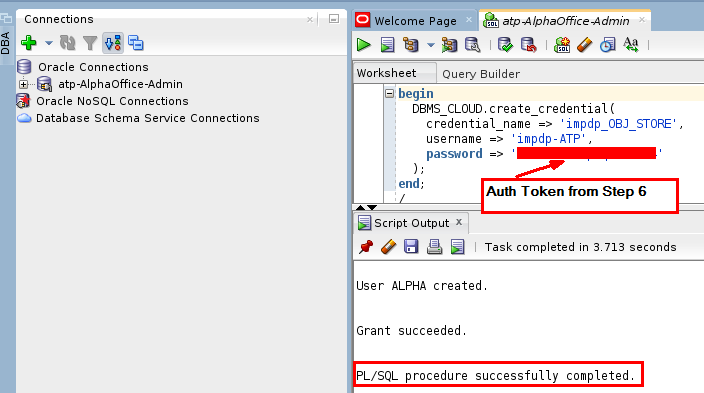 Connections
DBA
Oracle Connections
atp-AlphaOffice-Admin
Oracle NoSQL Connections
Database Schema Service Connections
Welcome Page
atp-AlphaOffice-Admin
Worksheet
Query Builder
begin
DBMS_CLOUD.create_credential(
credential_name => 'impdp_OBJ_STORE',
username => 'impdp-ATP',
password => ' '
);
end;
/
Auth Token from Step 6
Script Output
Task completed in 3.713 seconds
User ALPHA created.
Grant succeeded.
PL/SQL procedure successfully completed.